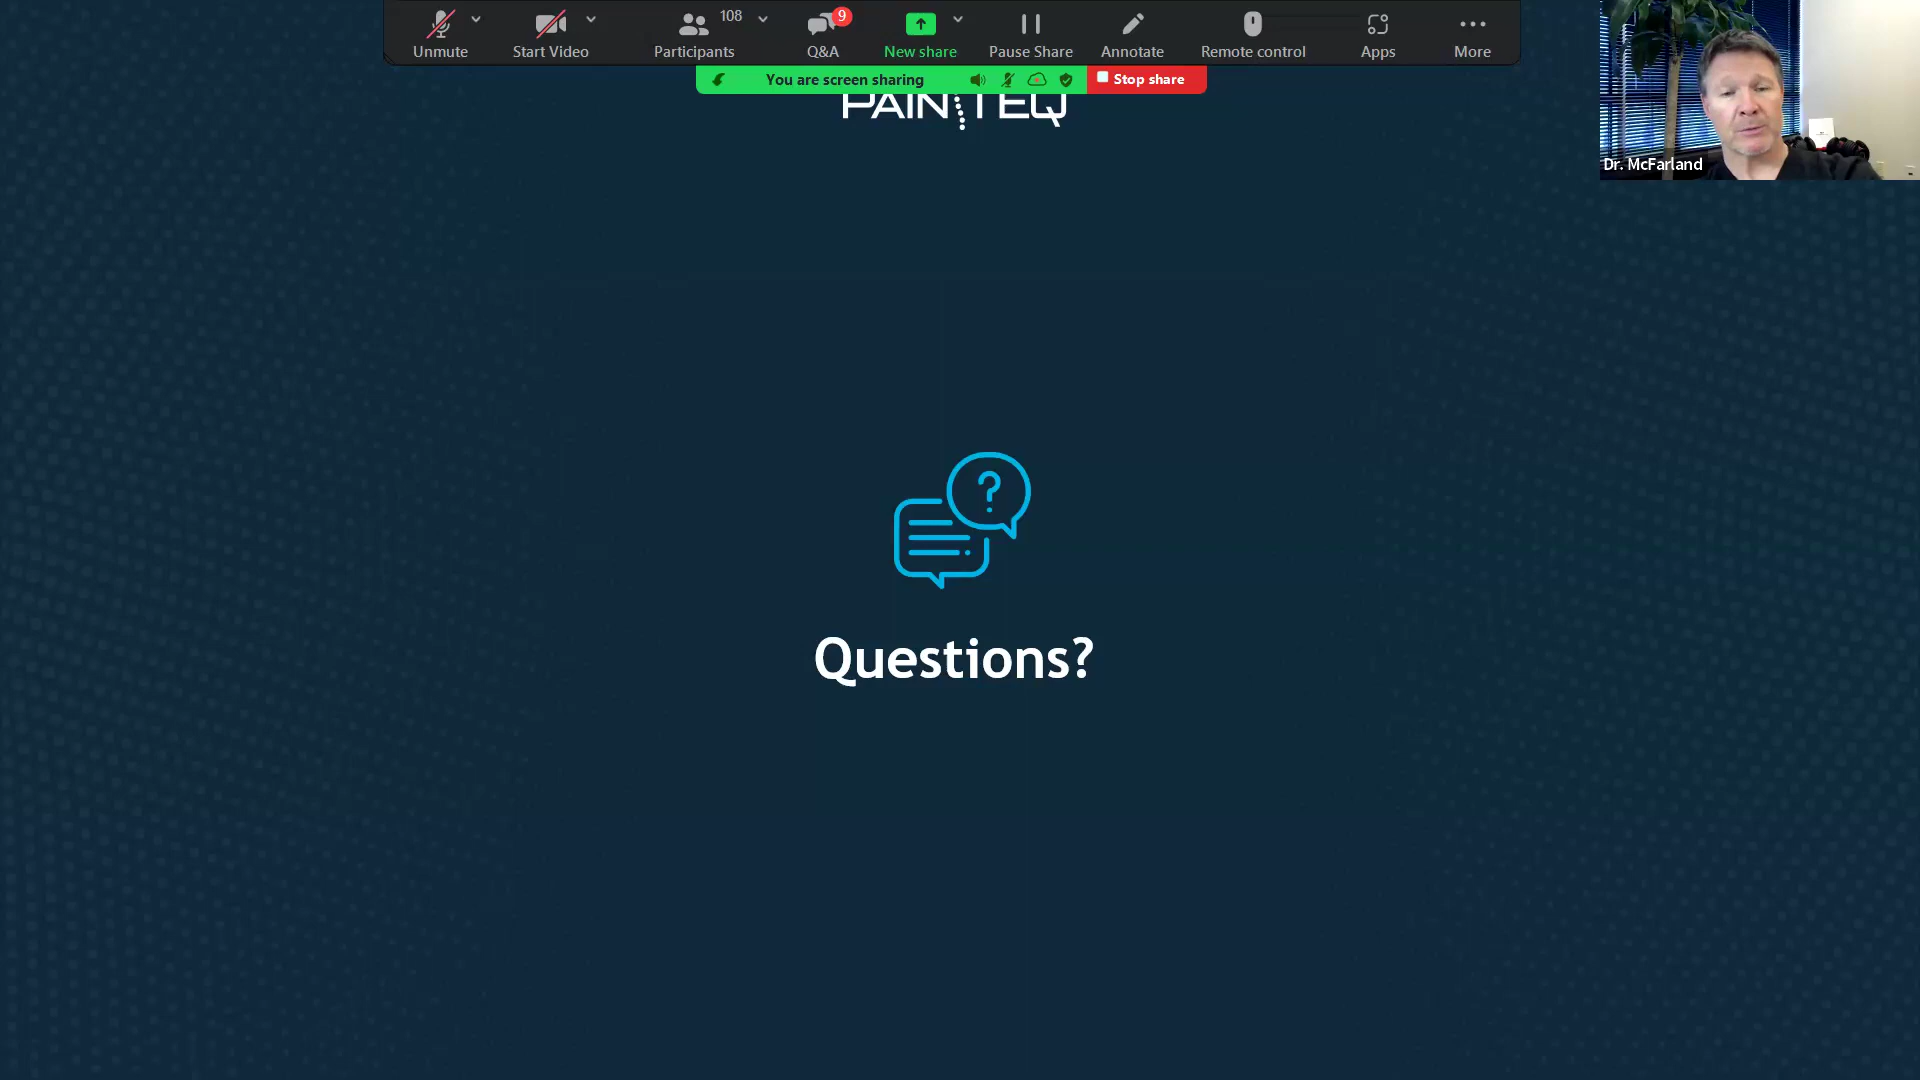 Unmute
Start Video
108
Participants
9
Q&A
New share
Pause Share
Annotate
Remote control
Apps
More
You are screen sharing
Stop share
PAINTEQ
Dr. McFarland
?
Questions?